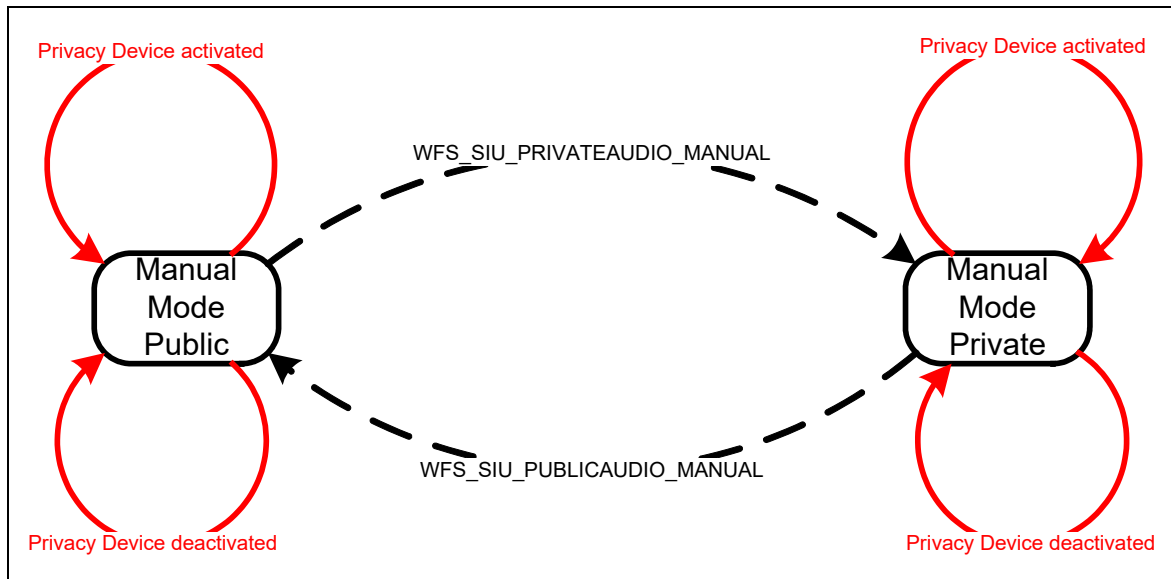 Privacy Device activated
Privacy Device activated
WFS_SIU_PRIVATEAUDIO_MANUAL
Manual
Mode
Public
Manual
Mode
Private
WFS_SIU_PUBLICAUDIO_MANUAL
Privacy Device deactivated
Privacy Device deactivated